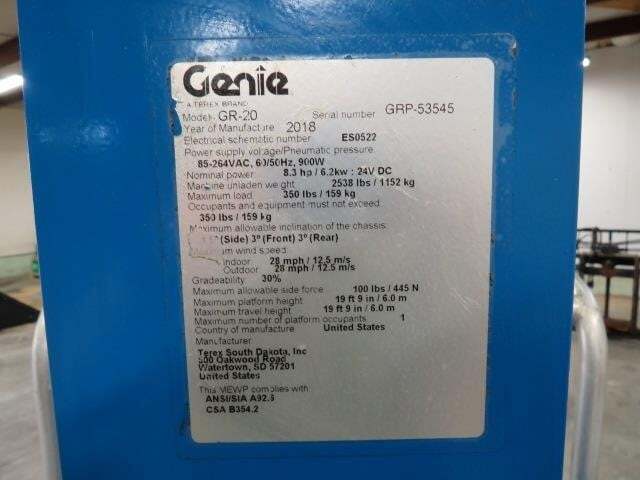 Genie
A TEREX BRAND
Model: GR-20 Serial number GRP-53545
Year of Manufacture 2018
Electrical schematic number ES0522
Power supply voltage/Pneumatic pressure
85-264VAC, 60/50Hz, 900W
Nominal power 8.3 hp / 6.2kw : 24V DC
Machine unladen weight 2538 lbs / 1152 kg
Maximum load 350 lbs / 159 kg
Occupants and equipment must not exceed
350 lbs / 159 kg
Maximum allowable inclination of the chassis:
(Side) 3º (Front) 3º (Rear)
wind speed
Indoor 28 mph / 12.5 m/s
Outdoor 28 mph / 12.5 m/s
Gradeability 30%
Maximum allowable side force 100 lbs / 445 N
Maximum platform height 19 ft 9 in / 6.0 m
Maximum travel height 19 ft 9 in / 6.0 m
Maximum number of platform occupants 1
Country of manufacture United States
Manufacturer
Terex South Dakota, Inc
500 Oakwood Road
Watertown, SD 57201
United States
This MEWP complies with
ANSI/SIA A92.6
CSA B354.2